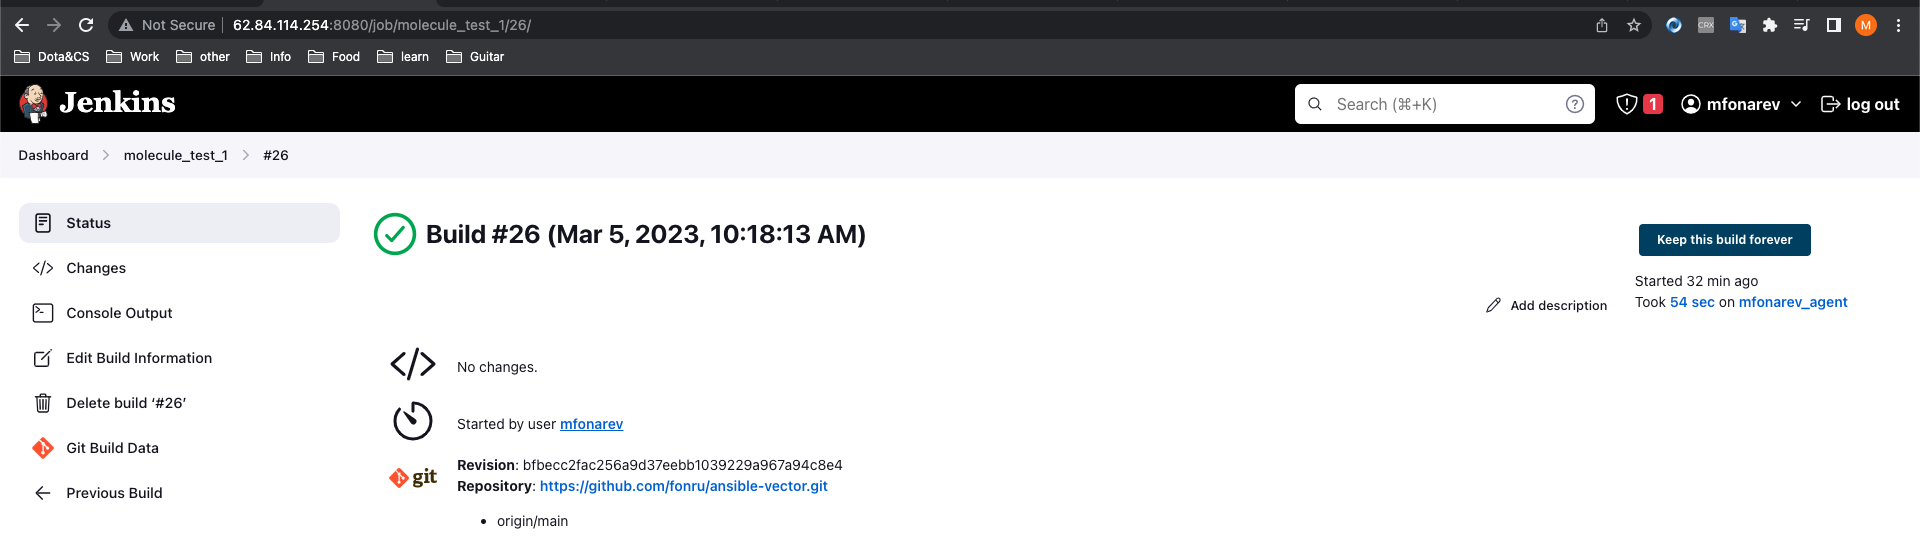 Not Secure 62.84.114.254:8080/job/molecule_test_1/26/
CRX
G
M
Dota&CS Work other Info Food learn Guitar
Jenkins
Search (⌘+K) ?
1
mfonarev
log out
Dashboard molecule_test_1 #26
Status
Changes
Console Output
Edit Build Information
Delete build ‘#26’
Git Build Data
Previous Build
Build #26 (Mar 5, 2023, 10:18:13 AM)
Keep this build forever
Add description
Started 32 min ago
Took 54 sec on mfonarev_agent
No changes.
Started by user mfonarev
git
Revision: bfbecc2fac256a9d37eebb1039229a967a94c8e4
Repository: https://github.com/fonru/ansible-vector.git
• origin/main